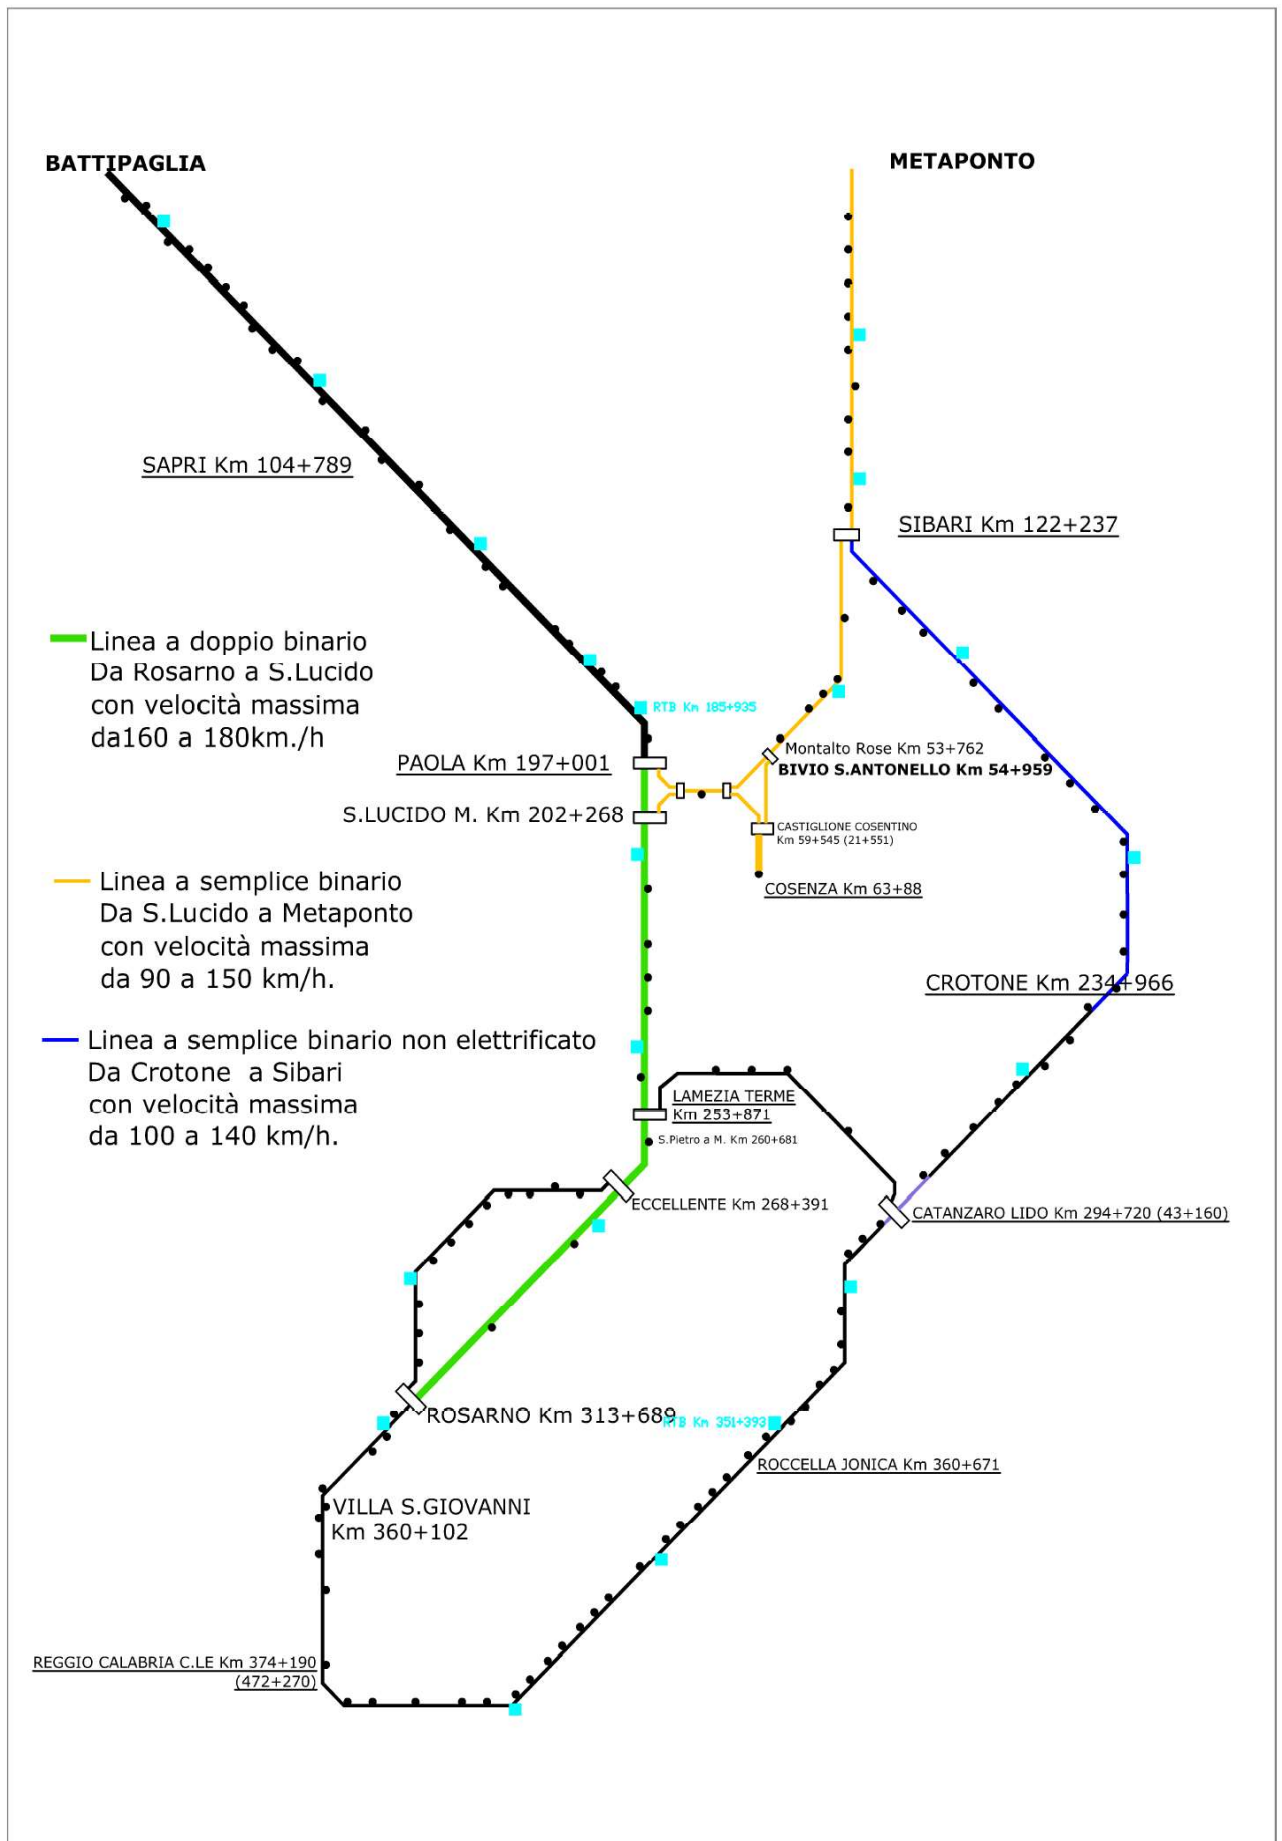 BATTIPAGLIA
METAPONTO
SAPRI Km 104+789
SIBARI Km 122+237
Linea a doppio binario
Da Rosarno a S.Lucido
con velocità massima
da160 a 180km./h
RTB Km 185+935
PAOLA Km 197+001
Montalto Rose Km 53+762
BIVIO S.ANTONELLO Km 54+959
S.LUCIDO M. Km 202+268
CASTIGLIONE COSENTINO
Km 59+545 (21+551)
COSENZA Km 63+88
Linea a semplice binario
Da S.Lucido a Metaponto
con velocità massima
da 90 a 150 km/h.
CROTONE Km 234+966
Linea a semplice binario non elettrificato
Da Crotone a Sibari
con velocità massima
da 100 a 140 km/h.
LAMEZIA TERME
Km 253+871
S.Pietro a M. Km 260+681
ECCELLENTE Km 268+391
CATANZARO LIDO Km 294+720 (43+160)
ROSARNO Km 313+689
RTB Km 351+393
ROCCELLA JONICA Km 360+671
VILLA S.GIOVANNI
Km 360+102
REGGIO CALABRIA C.LE Km 374+190
(472+270)